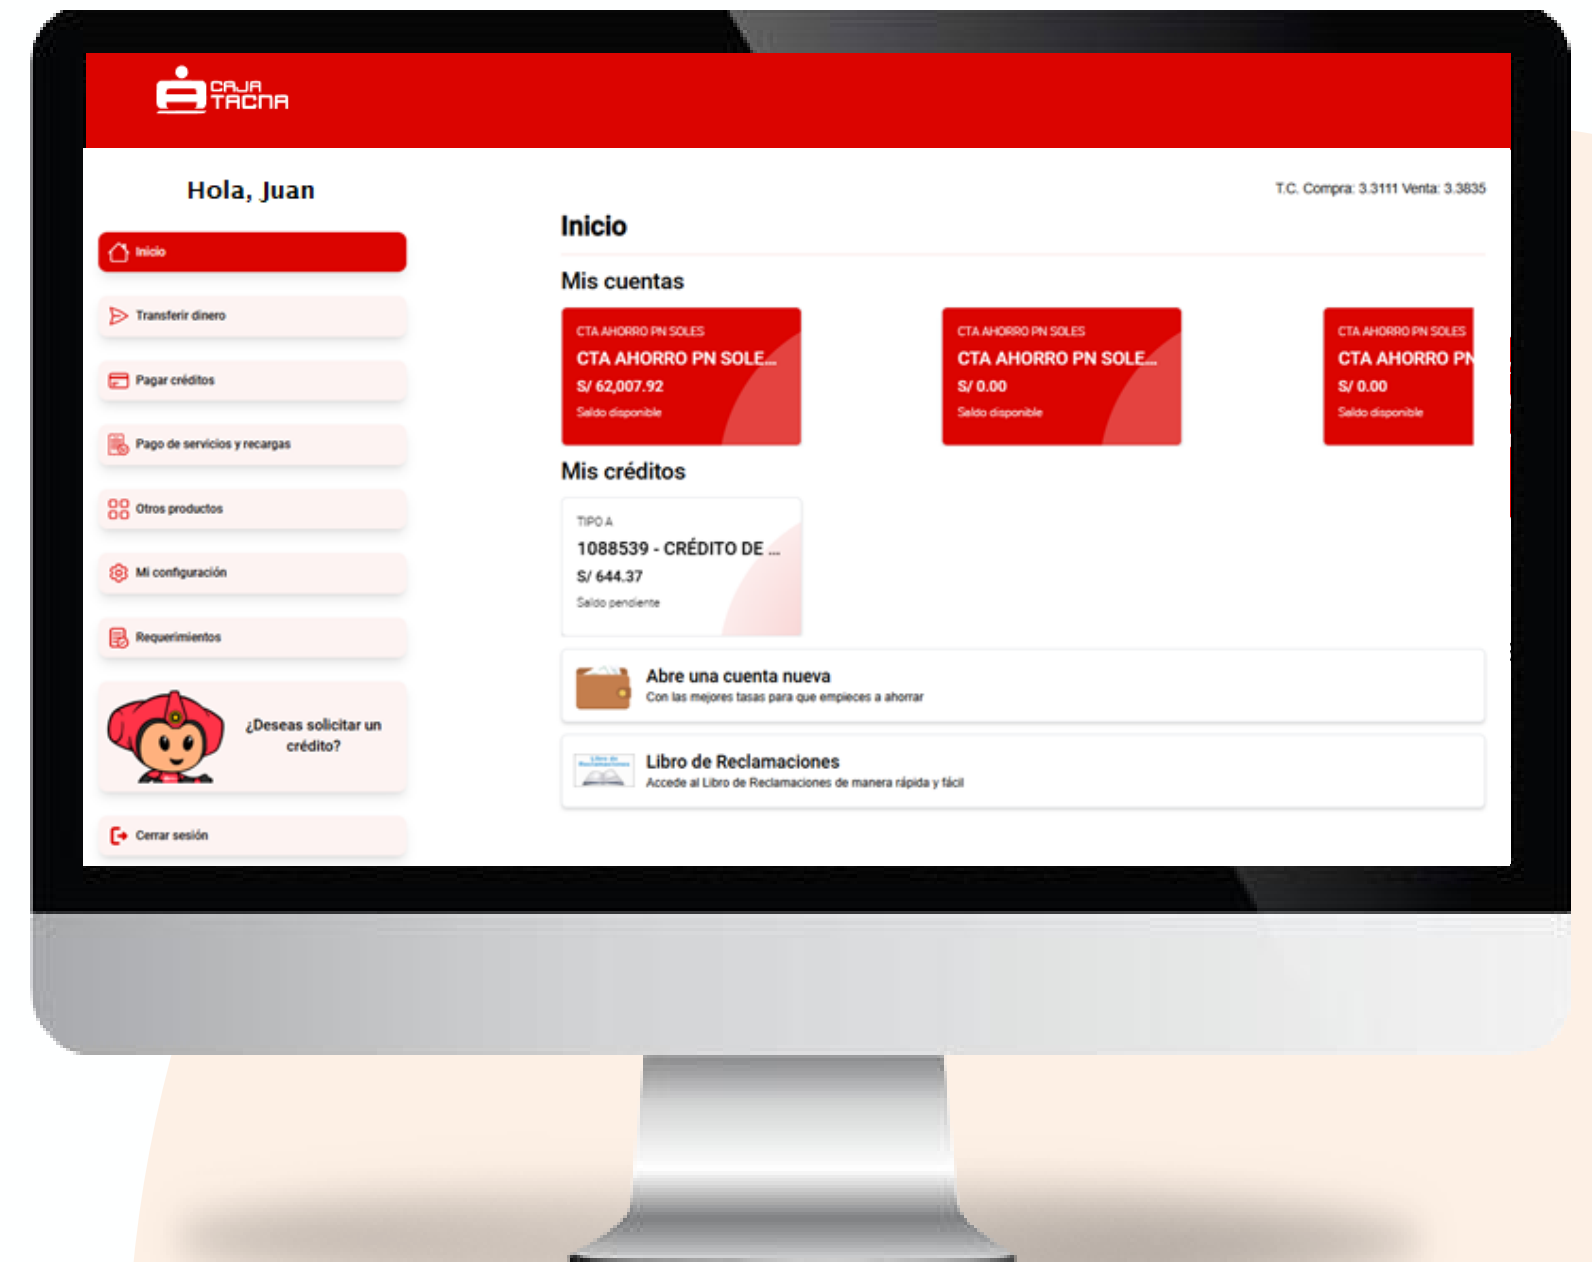 CAJA
TACNA
Hola, Juan
T.C. Compra: 3.3111 Venta: 3.3835
Inicio
Transferir dinero
Pagar créditos
Pago de servicios y recargas
Otros productos
Mi configuración
Requerimientos
¿Deseas solicitar un
crédito?
Cerrar sesión
Inicio
Mis cuentas
CTA AHORRO PN SOLES
CTA AHORRO PN SOLE...
S/ 62,007.92
Saldo disponible
CTA AHORRO PN SOLES
CTA AHORRO PN SOLE...
S/ 0.00
Saldo disponible
CTA AHORRO PN SOLES
CTA AHORRO PN
S/ 0.00
Saldo disponible
Mis créditos
TIPO A
1088539 - CRÉDITO DE ...
S/ 644.37
Saldo pendiente
Abre una cuenta nueva
Con las mejores tasas para que empieces a ahorrar
Libro de
Reclamaciones
Libro de Reclamaciones
Accede al Libro de Reclamaciones de manera rápida y fácil